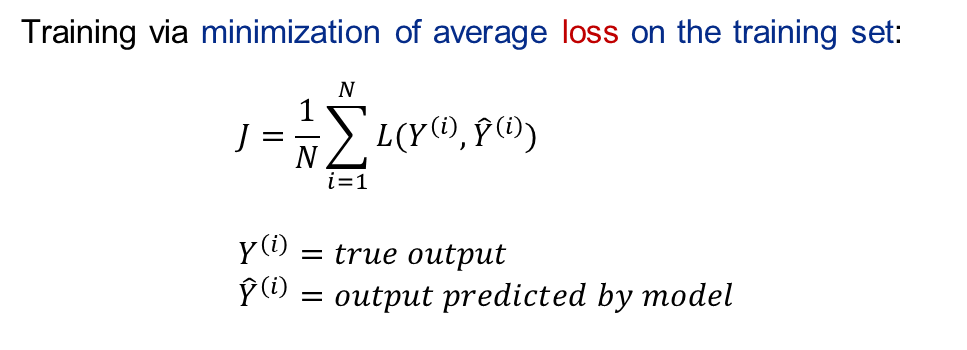 Training via minimization of average loss on the training set:
J = \frac{1}{N} \sum_{i=1}^{N} L(Y^{(i)}, \hat{Y}^{(i)})
Y^{(i)} = true output
\hat{Y}^{(i)} = output predicted by model